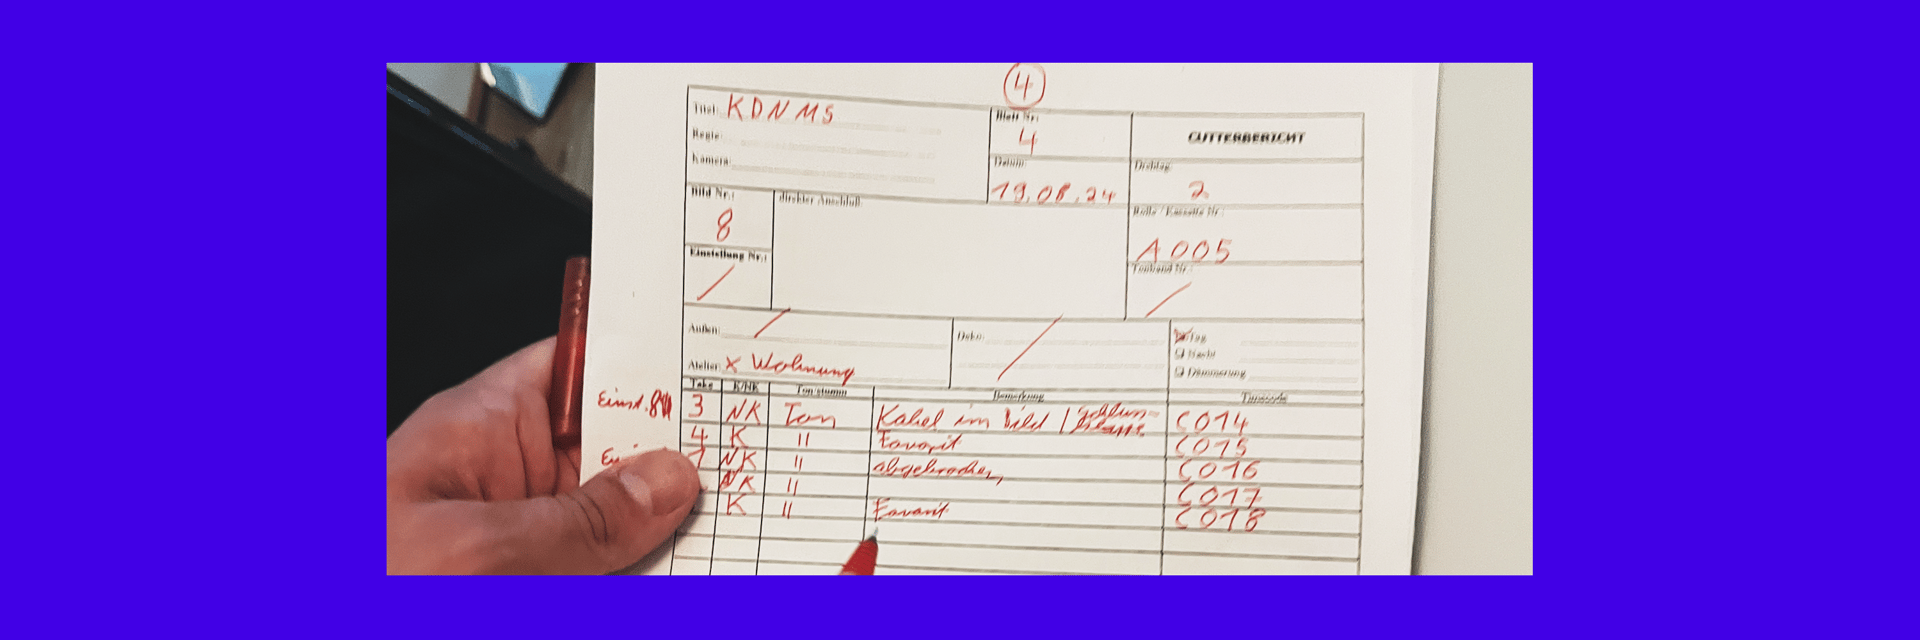 4
Titel: KDNMS
Blatt Nr.:
4
CUTTERBERICHT
Regie:
Kamera:
Datum:
19.08.24
Drehtag:
2
Bild Nr.:
8
direkter Anschluß
Rolle / Kassette Nr.:
A005
Einstellung Nr.:
/
Tonband Nr.:
/
Außen: /
Deko: /
Tag
Nacht
Dämmerung
Atelier: x Wohnung
Take K/NK Ton/stumm Bemerkung Timecode
Einst. 3 NK Ton Kabel im Bild / C014
4 K " Favorit C015
1 NK " abgebrochen C016
NK " C017
K " Favorit C018